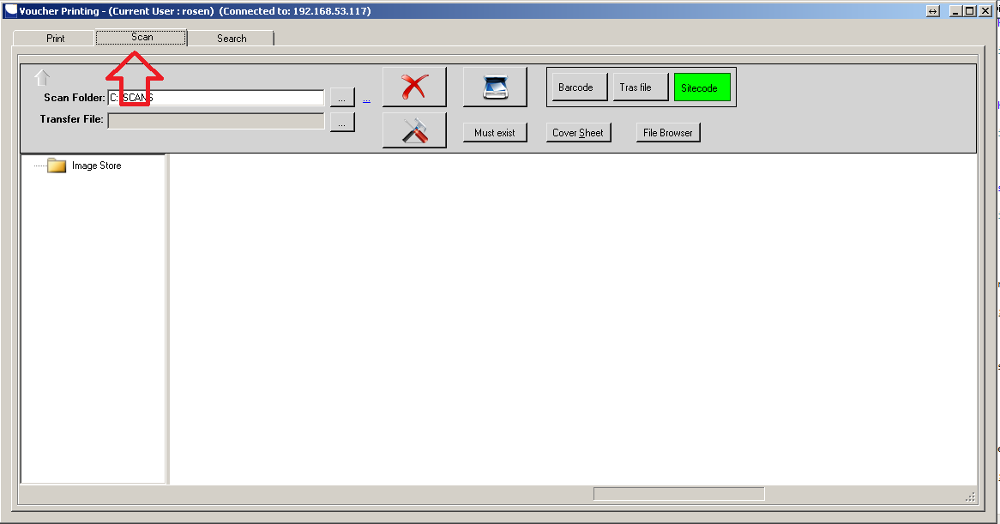 Voucher Printing - (Current User : rosen)  (Connected to: 192.168.53.117)
Print
Scan
Search
Scan Folder:
C:\SCANS
...
...
Transfer File:
...
Barcode
Tras file
Sitecode
Must exist
Cover Sheet
File Browser
Image Store